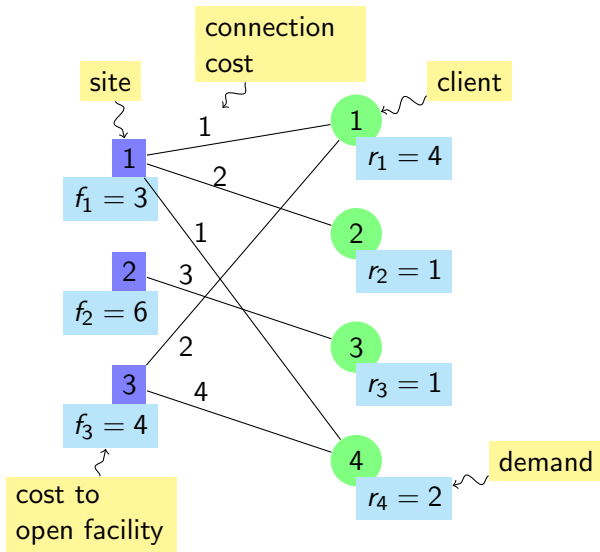 connection
cost
site
client
1
1
1
r₁ = 4
2
f₁ = 3
1
2
r₂ = 1
2
3
f₂ = 6
3
2
r₃ = 1
3
4
f₃ = 4
4
demand
r₄ = 2
cost to
open facility